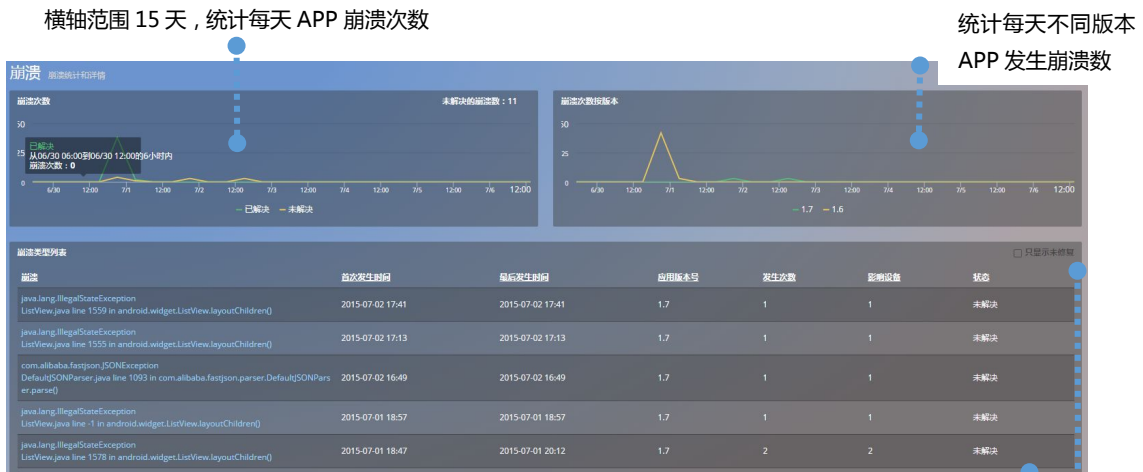 横轴范围 15 天，统计每天 APP 崩溃次数
统计每天不同版本
APP 发生崩溃数
崩溃 崩溃统计和详情
崩溃次数 未解决的崩溃数：11
50
25
0
已解决
从06/30 06:00到06/30 12:00的6小时内
崩溃次数：0
6/30 12:00 7/1 12:00 7/2 12:00 7/3 12:00 7/4 12:00 7/5 12:00 7/6 12:00
已解决 未解决
崩溃次数按版本
50
25
0
6/30 12:00 7/1 12:00 7/2 12:00 7/3 12:00 7/4 12:00 7/5 12:00 7/6 12:00
1.7 1.6
崩溃类型列表 只显示未修复
崩溃 首次发生时间 最后发生时间 应用版本号 发生次数 影响设备 状态
java.lang.IllegalStateException
ListView.java line 1559 in android.widget.ListView.layoutChildren() 2015-07-02 17:41 2015-07-02 17:41 1.7 1 1 未解决
java.lang.IllegalStateException
ListView.java line 1555 in android.widget.ListView.layoutChildren() 2015-07-02 17:13 2015-07-02 17:13 1.7 1 1 未解决
com.alibaba.fastjson.JSONException
DefaultJSONParser.java line 1093 in com.alibaba.fastjson.parser.DefaultJSONPars 2015-07-02 16:49 2015-07-02 16:49 1.7 1 1 未解决
er.parse()
java.lang.IllegalStateException
ListView.java line -1 in android.widget.ListView.layoutChildren() 2015-07-01 18:57 2015-07-01 18:57 1.7 1 1 未解决
java.lang.IllegalStateException
ListView.java line 1578 in android.widget.ListView.layoutChildren() 2015-07-01 18:47 2015-07-01 20:12 1.7 2 2 未解决